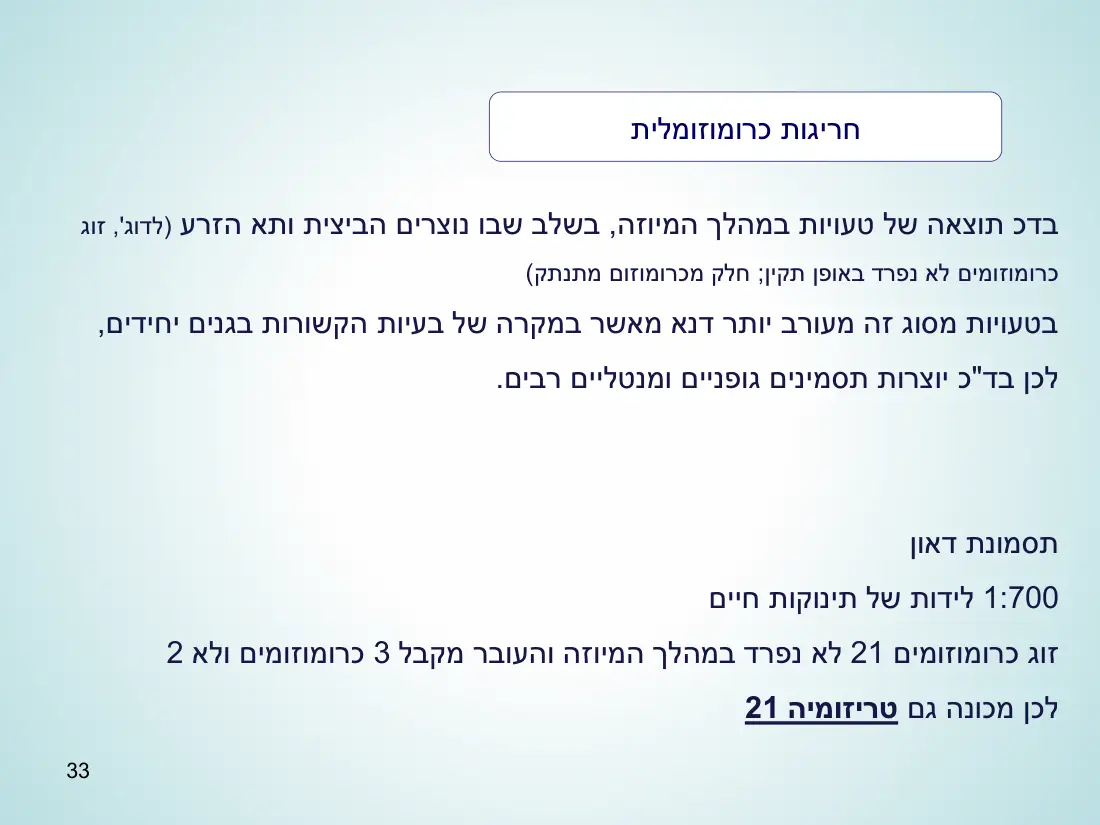 חריגות כרומוזומלית
בדכ תוצאה של טעויות במהלך המיוזה, בשלב שבו נוצרים הביצית ותא הזרע (לדוג', זוג
כרומוזומים לא נפרד באופן תקין; חלק מכרומוזום מתנתק)
בטעויות מסוג זה מעורב יותר דנא מאשר במקרה של בעיות הקשורות בגנים יחידים,
לכן בד"כ יוצרות תסמינים גופניים ומנטליים רבים.
תסמונת דאון
1:700 לידות של תינוקות חיים
זוג כרומוזומים 21 לא נפרד במהלך המיוזה והעובר מקבל 3 כרומוזומים ולא 2
לכן מכונה גם טריזומיה 21
33